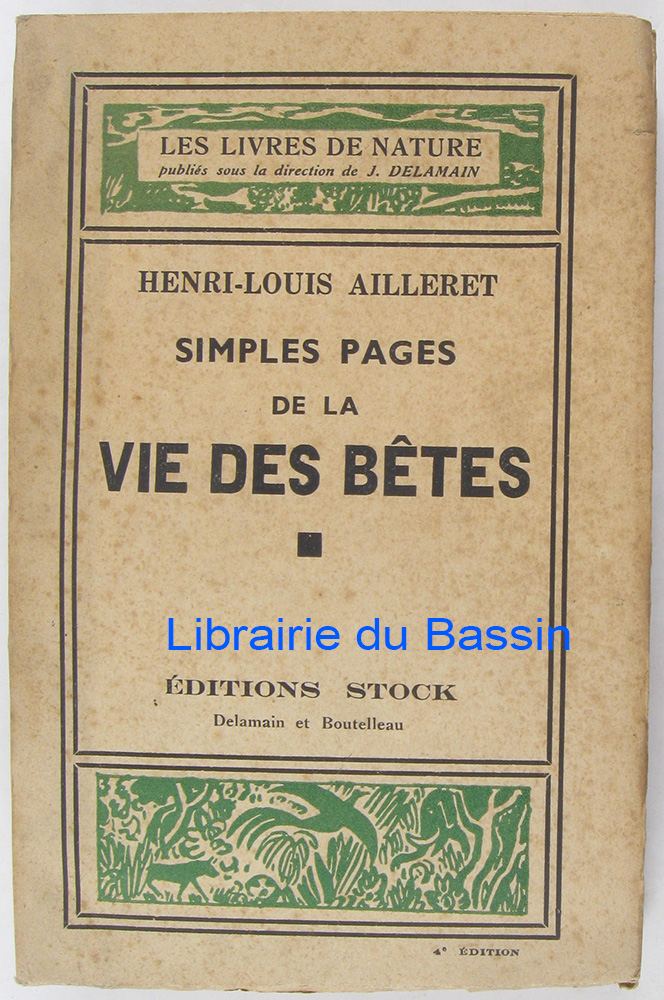 LES LIVRES DE NATURE
publiés sous la direction de J. DELAMAIN
HENRI-LOUIS AILLERET
SIMPLES PAGES
DE LA
VIE DES BÊTES
Librairie du Bassin
ÉDITIONS STOCK
Delamain et Boutelleau
4e ÉDITION